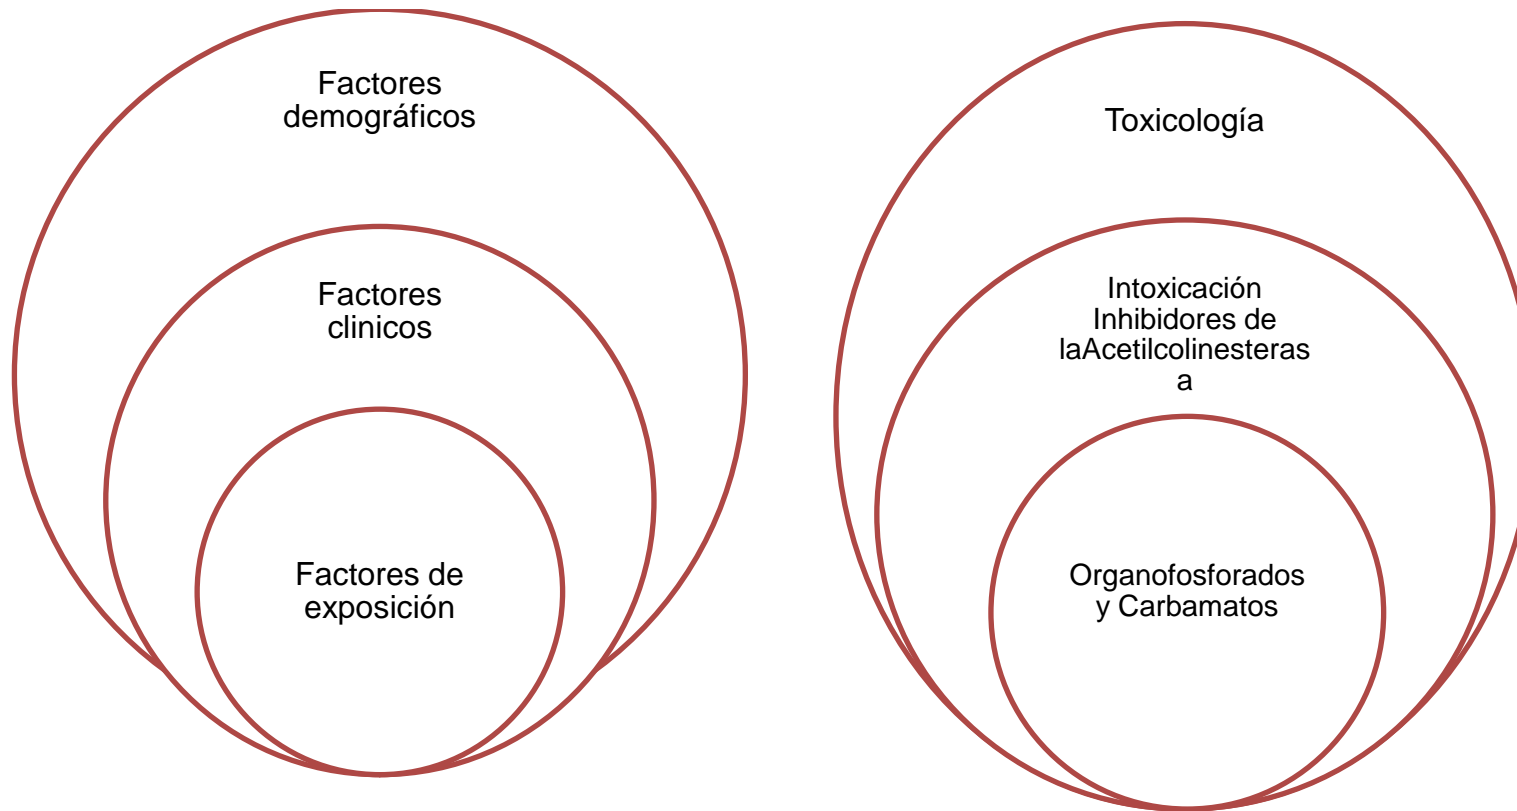 Factores
demográficos
Factores
clinicos
Factores de
exposición
Toxicología
Intoxicación
Inhibidores de
laAcetilcolinesteras
a
Organofosforados
y Carbamatos